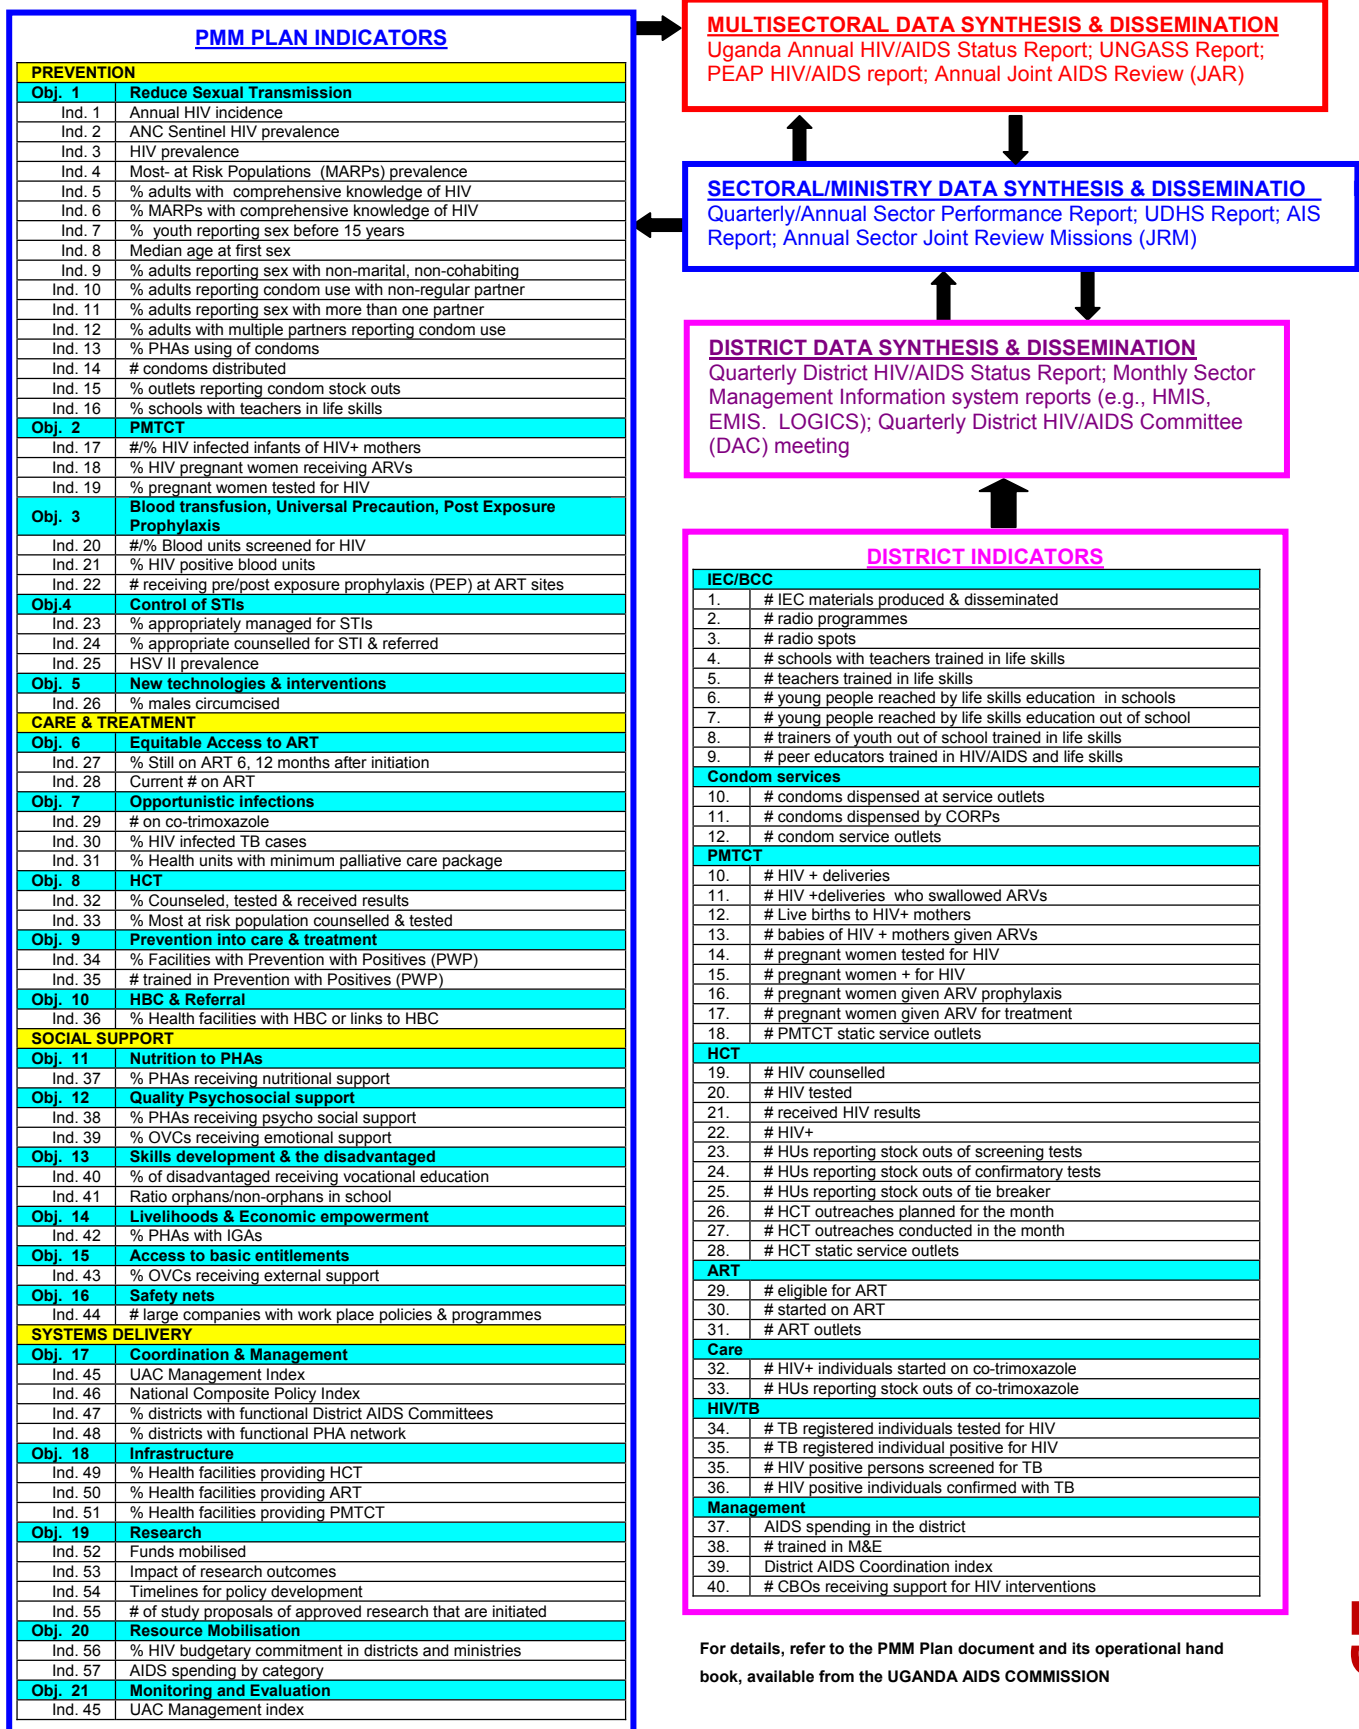 PMM PLAN INDICATORS
PREVENTION
Obj. 1 Reduce Sexual Transmission
Ind. 1 Annual HIV incidence
Ind. 2 ANC Sentinel HIV prevalence
Ind. 3 HIV prevalence
Ind. 4 Most- at Risk Populations (MARPs) prevalence
Ind. 5 % adults with comprehensive knowledge of HIV
Ind. 6 % MARPs with comprehensive knowledge of HIV
Ind. 7 % youth reporting sex before 15 years
Ind. 8 Median age at first sex
Ind. 9 % adults reporting sex with non-marital, non-cohabiting
Ind. 10 % adults reporting condom use with non-regular partner
Ind. 11 % adults reporting sex with more than one partner
Ind. 12 % adults with multiple partners reporting condom use
Ind. 13 % PHAs using of condoms
Ind. 14 # condoms distributed
Ind. 15 % outlets reporting condom stock outs
Ind. 16 % schools with teachers in life skills
Obj. 2 PMTCT
Ind. 17 #/% HIV infected infants of HIV+ mothers
Ind. 18 % HIV pregnant women receiving ARVs
Ind. 19 % pregnant women tested for HIV
Obj. 3 Blood transfusion, Universal Precaution, Post Exposure
Prophylaxis
Ind. 20 #/% Blood units screened for HIV
Ind. 21 % HIV positive blood units
Ind. 22 # receiving pre/post exposure prophylaxis (PEP) at ART sites
Obj.4 Control of STIs
Ind. 23 % appropriately managed for STIs
Ind. 24 % appropriate counselled for STI & referred
Ind. 25 HSV II prevalence
Obj. 5 New technologies & interventions
Ind. 26 % males circumcised
CARE & TREATMENT
Obj. 6 Equitable Access to ART
Ind. 27 % Still on ART 6, 12 months after initiation
Ind. 28 Current # on ART
Obj. 7 Opportunistic infections
Ind. 29 # on co-trimoxazole
Ind. 30 % HIV infected TB cases
Ind. 31 % Health units with minimum palliative care package
Obj. 8 HCT
Ind. 32 % Counseled, tested & received results
Ind. 33 % Most at risk population counselled & tested
Obj. 9 Prevention into care & treatment
Ind. 34 % Facilities with Prevention with Positives (PWP)
Ind. 35 # trained in Prevention with Positives (PWP)
Obj. 10 HBC & Referral
Ind. 36 % Health facilities with HBC or links to HBC
SOCIAL SUPPORT
Obj. 11 Nutrition to PHAs
Ind. 37 % PHAs receiving nutritional support
Obj. 12 Quality Psychosocial support
Ind. 38 % PHAs receiving psycho social support
Ind. 39 % OVCs receiving emotional support
Obj. 13 Skills development & the disadvantaged
Ind. 40 % of disadvantaged receiving vocational education
Ind. 41 Ratio orphans/non-orphans in school
Obj. 14 Livelihoods & Economic empowerment
Ind. 42 % PHAs with IGAs
Obj. 15 Access to basic entitlements
Ind. 43 % OVCs receiving external support
Obj. 16 Safety nets
Ind. 44 # large companies with work place policies & programmes
SYSTEMS DELIVERY
Obj. 17 Coordination & Management
Ind. 45 UAC Management Index
Ind. 46 National Composite Policy Index
Ind. 47 % districts with functional District AIDS Committees
Ind. 48 % districts with functional PHA network
Obj. 18 Infrastructure
Ind. 49 % Health facilities providing HCT
Ind. 50 % Health facilities providing ART
Ind. 51 % Health facilities providing PMTCT
Obj. 19 Research
Ind. 52 Funds mobilised
Ind. 53 Impact of research outcomes
Ind. 54 Timelines for policy development
Ind. 55 # of study proposals of approved research that are initiated
Obj. 20 Resource Mobilisation
Ind. 56 % HIV budgetary commitment in districts and ministries
Ind. 57 AIDS spending by category
Obj. 21 Monitoring and Evaluation
Ind. 45 UAC Management index
MULTISECTORAL DATA SYNTHESIS & DISSEMINATION
Uganda Annual HIV/AIDS Status Report; UNGASS Report;
PEAP HIV/AIDS report; Annual Joint AIDS Review (JAR)
SECTORAL/MINISTRY DATA SYNTHESIS & DISSEMINATIO
Quarterly/Annual Sector Performance Report; UDHS Report; AIS
Report; Annual Sector Joint Review Missions (JRM)
DISTRICT DATA SYNTHESIS & DISSEMINATION
Quarterly District HIV/AIDS Status Report; Monthly Sector
Management Information system reports (e.g., HMIS,
EMIS. LOGICS); Quarterly District HIV/AIDS Committee
(DAC) meeting
DISTRICT INDICATORS
IEC/BCC
1. # IEC materials produced & disseminated
2. # radio programmes
3. # radio spots
4. # schools with teachers trained in life skills
5. # teachers trained in life skills
6. # young people reached by life skills education in schools
7. # young people reached by life skills education out of school
8. # trainers of youth out of school trained in life skills
9. # peer educators trained in HIV/AIDS and life skills
Condom services
10. # condoms dispensed at service outlets
11. # condoms dispensed by CORPs
12. # condom service outlets
PMTCT
10. # HIV + deliveries
11. # HIV +deliveries who swallowed ARVs
12. # Live births to HIV+ mothers
13. # babies of HIV + mothers given ARVs
14. # pregnant women tested for HIV
15. # pregnant women + for HIV
16. # pregnant women given ARV prophylaxis
17. # pregnant women given ARV for treatment
18. # PMTCT static service outlets
HCT
19. # HIV counselled
20. # HIV tested
21. # received HIV results
22. # HIV+
23. # HUs reporting stock outs of screening tests
24. # HUs reporting stock outs of confirmatory tests
25. # HUs reporting stock outs of tie breaker
26. # HCT outreaches planned for the month
27. # HCT outreaches conducted in the month
28. # HCT static service outlets
ART
29. # eligible for ART
30. # started on ART
31. # ART outlets
Care
32. # HIV+ individuals started on co-trimoxazole
33. # HUs reporting stock outs of co-trimoxazole
HIV/TB
34. # TB registered individuals tested for HIV
35. # TB registered individual positive for HIV
35. # HIV positive persons screened for TB
36. # HIV positive individuals confirmed with TB
Management
37. AIDS spending in the district
38. # trained in M&E
39. District AIDS Coordination index
40. # CBOs receiving support for HIV interventions
For details, refer to the PMM Plan document and its operational hand
book, available from the UGANDA AIDS COMMISSION